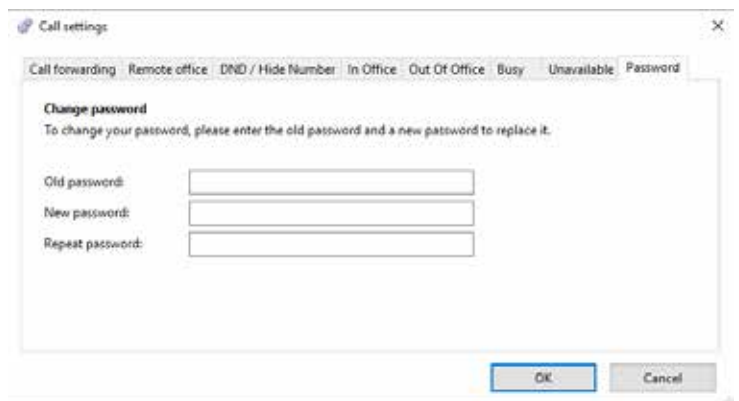 Call settings
Call forwarding Remote office DND / Hide Number In Office Out Of Office Busy Unavailable Password
Change password
To change your password, please enter the old password and a new password to replace it.
Old password:
New password:
Repeat password:
OK Cancel